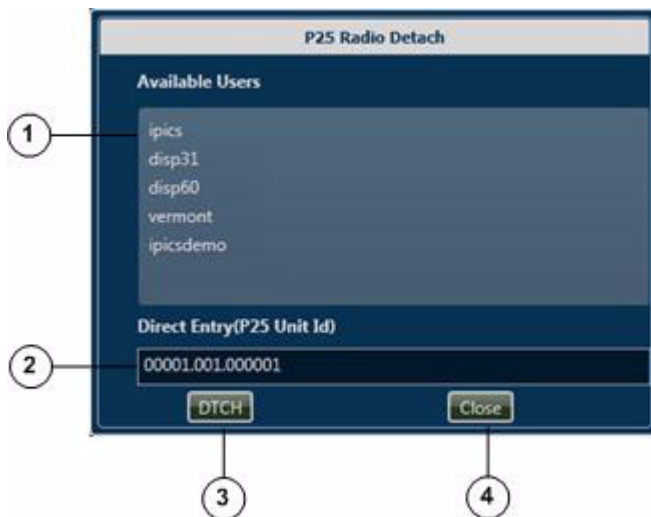 P25 Radio Detach
Available Users
1
ipics
disp31
disp60
vermont
ipicsdemo
Direct Entry(P25 Unit Id)
2
00001.001.000001
DTCH Close
3 4